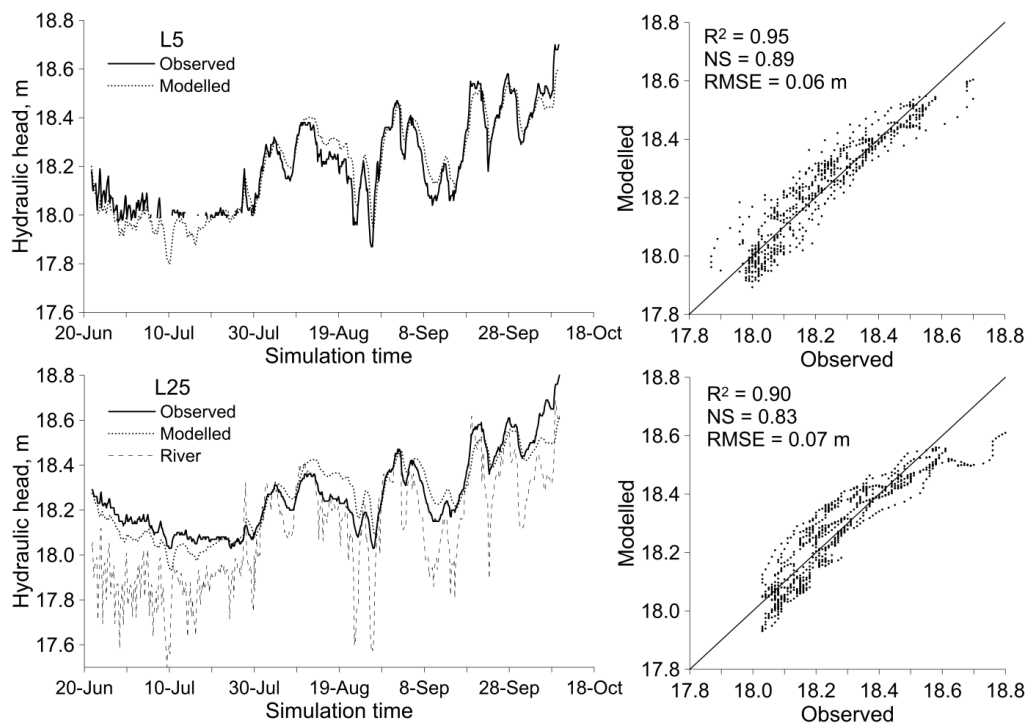 L5
Observed
Modelled
Hydraulic head, m
18.8
18.6
18.4
18.2
18.0
17.8
17.6
20-Jun 10-Jul 30-Jul 19-Aug 8-Sep 28-Sep 18-Oct
Simulation time
R² = 0.95
NS = 0.89
RMSE = 0.06 m
Modelled
18.8
18.6
18.4
18.2
18.0
17.8
17.8 18.0 18.2 18.4 18.6 18.8
Observed
L25
Observed
Modelled
River
Hydraulic head, m
18.8
18.6
18.4
18.2
18.0
17.8
17.6
20-Jun 10-Jul 30-Jul 19-Aug 8-Sep 28-Sep 18-Oct
Simulation time
R² = 0.90
NS = 0.83
RMSE = 0.07 m
Modelled
18.8
18.6
18.4
18.2
18.0
17.8
17.8 18.0 18.2 18.4 18.6 18.8
Observed